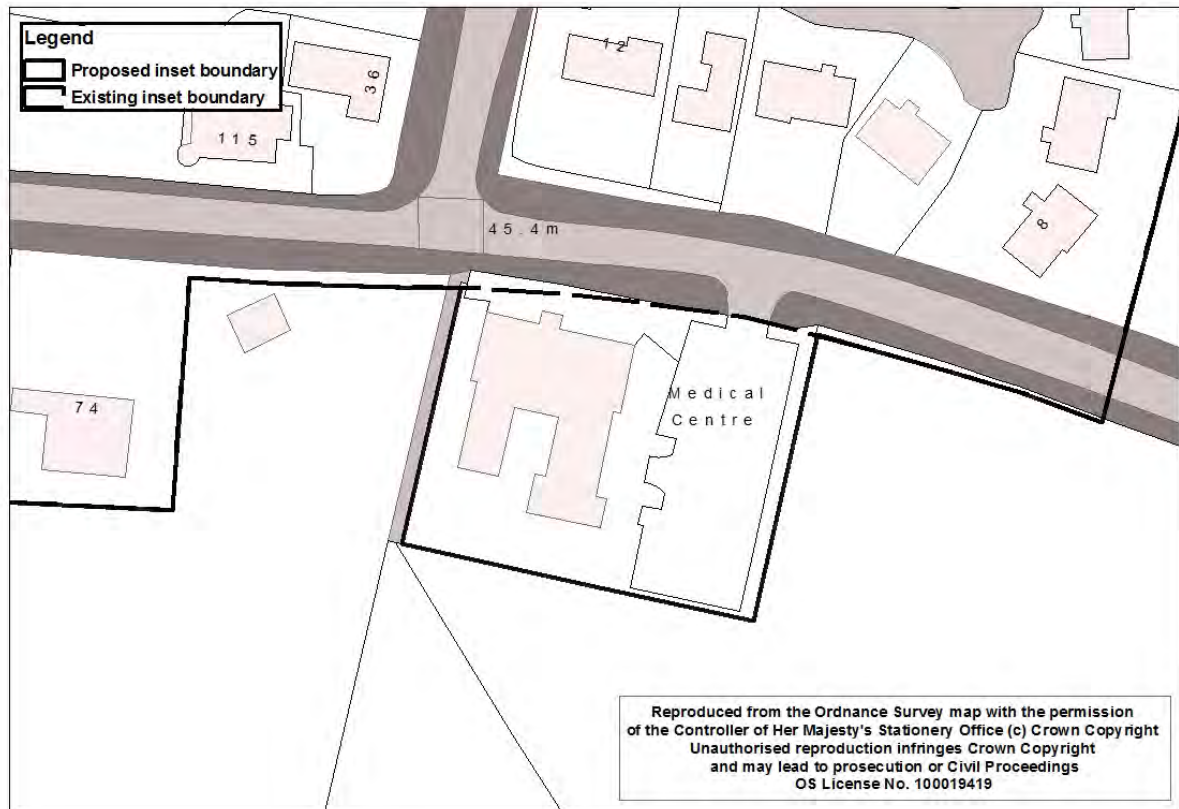 Legend
Proposed inset boundary
Existing inset boundary
36
115
12
45.4m
8
74
Medical
Centre
Reproduced from the Ordnance Survey map with the permission
of the Controller of Her Majesty's Stationery Office (c) Crown Copyright
Unauthorised reproduction infringes Crown Copyright
and may lead to prosecution or Civil Proceedings
OS License No. 100019419